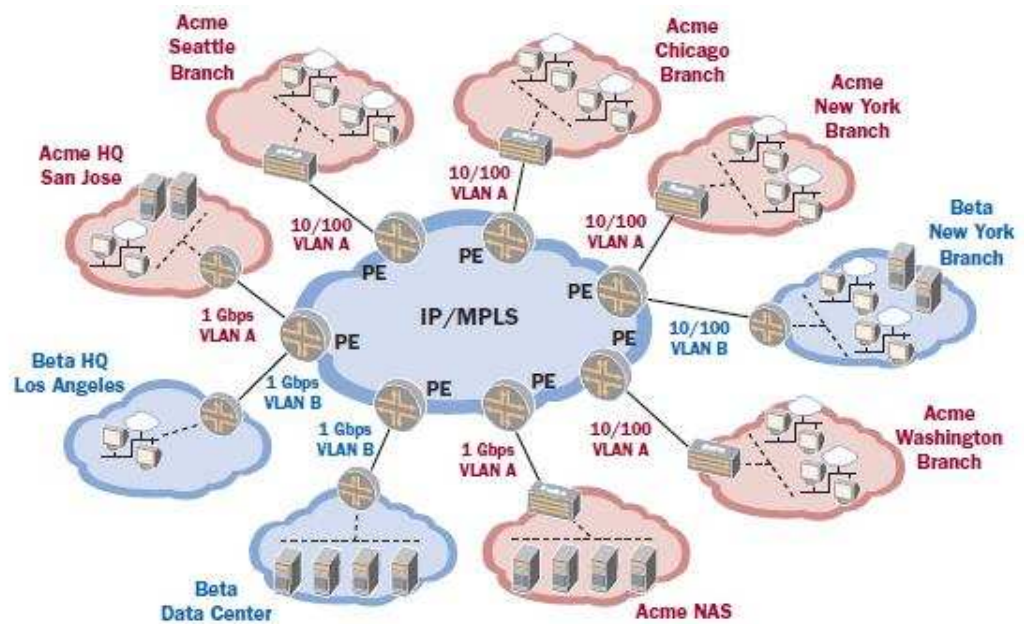 Acme
Seattle
Branch
Acme
Chicago
Branch
Acme
New York
Branch
Acme HQ
San Jose
10/100
VLAN A
10/100
VLAN A
10/100
VLAN A
Beta
New York
Branch
PE
PE
PE
1 Gbps
VLAN A
IP/MPLS
PE
PE
10/100
VLAN B
Beta HQ
Los Angeles
1 Gbps
VLAN B
PE
PE
1 Gbps
VLAN B
1 Gbps
VLAN A
10/100
VLAN A
Acme
Washington
Branch
Beta
Data Center
Acme NAS